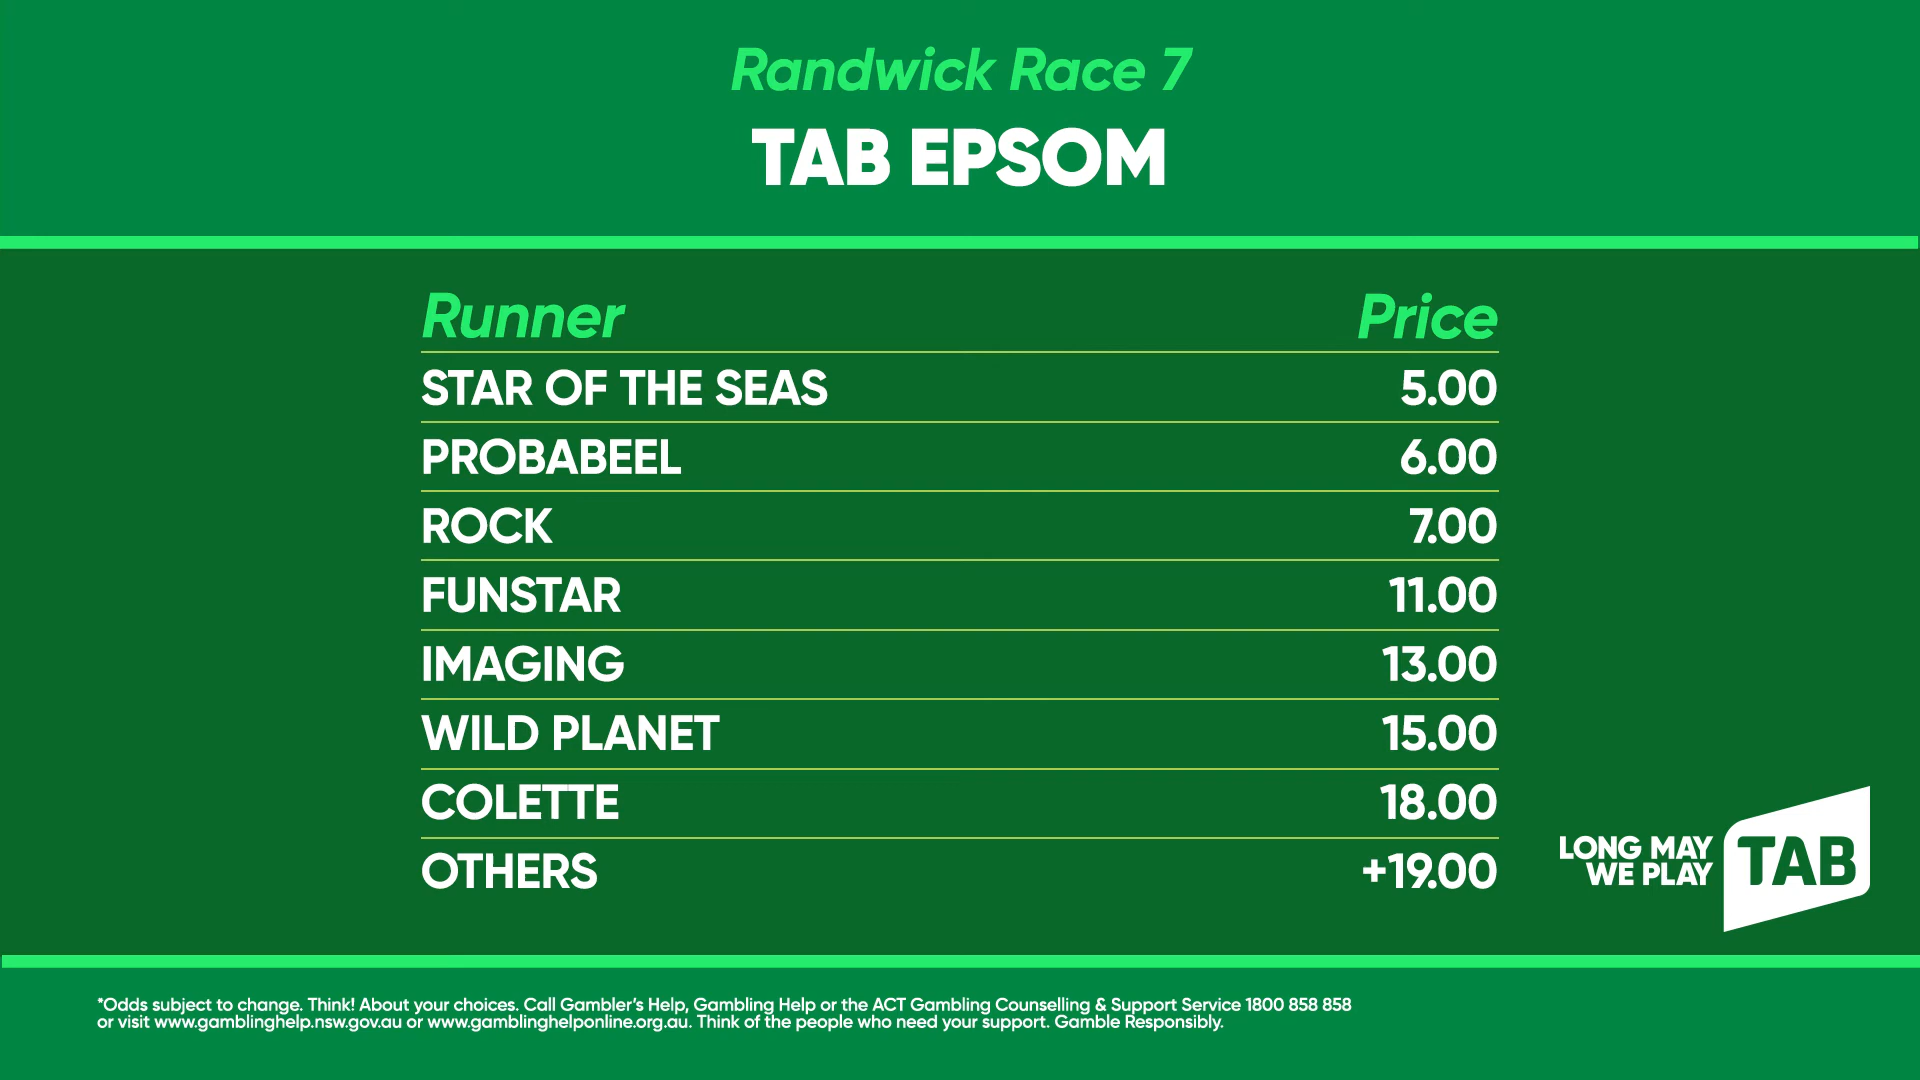 Randwick Race 7
TAB EPSOM
Runner Price
STAR OF THE SEAS 5.00
PROBABEEL 6.00
ROCK 7.00
FUNSTAR 11.00
IMAGING 13.00
WILD PLANET 15.00
COLETTE 18.00
OTHERS +19.00
LONG MAY
WE PLAY
TAB
*Odds subject to change. Think! About your choices. Call Gambler's Help, Gambling Help or the ACT Gambling Counselling & Support Service 1800 858 858
or visit www.gamblinghelp.nsw.gov.au or www.gamblinghelponline.org.au. Think of the people who need your support. Gamble Responsibly.